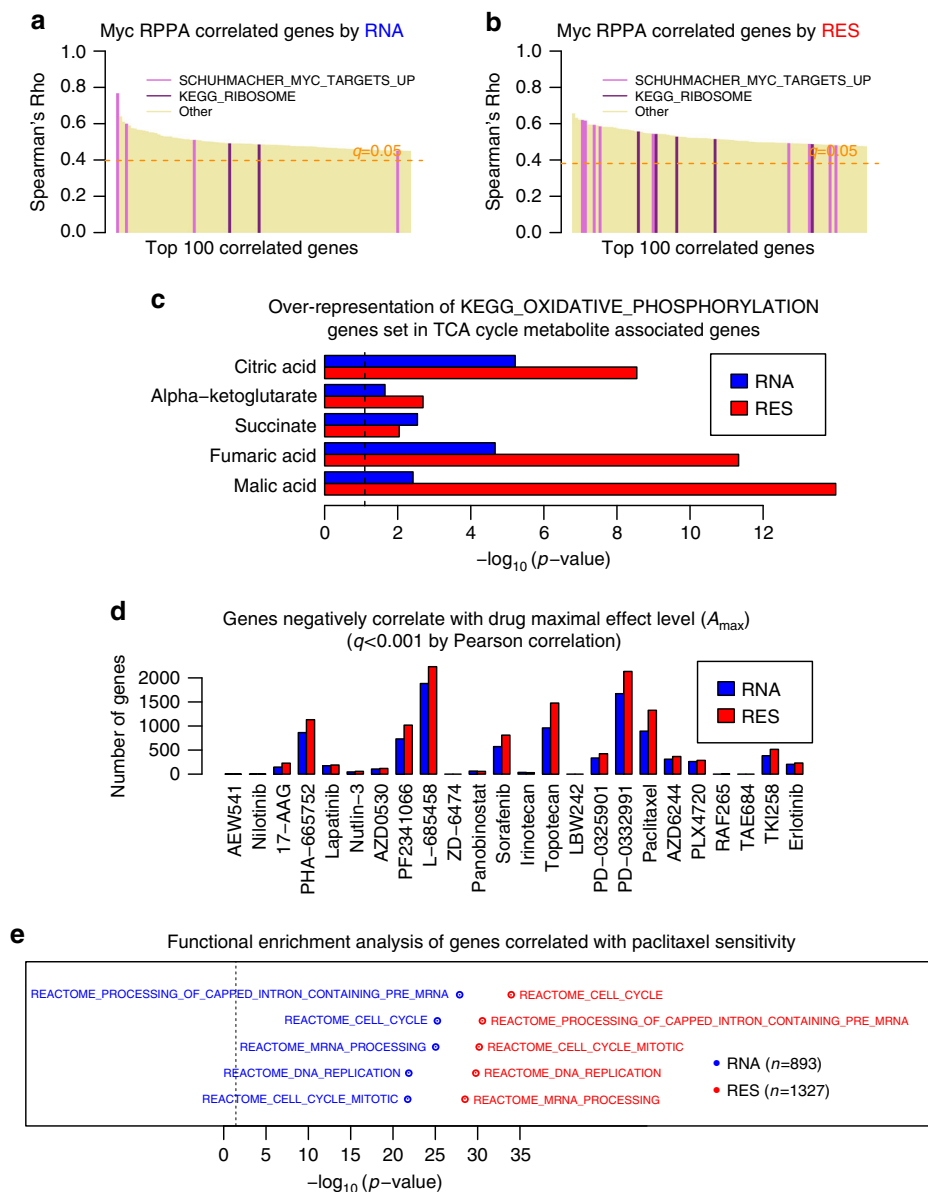 a
Myc RPPA correlated genes by RNA
1.0
0.8
0.6
0.4
0.2
0.0
Spearman's Rho
SCHUHMACHER_MYC_TARGETS_UP
KEGG_RIBOSOME
Other
q=0.05
Top 100 correlated genes
b
Myc RPPA correlated genes by RES
1.0
0.8
0.6
0.4
0.2
0.0
Spearman's Rho
SCHUHMACHER_MYC_TARGETS_UP
KEGG_RIBOSOME
Other
q=0.05
Top 100 correlated genes
c
Over-representation of KEGG_OXIDATIVE_PHOSPHORYLATION
genes set in TCA cycle metabolite associated genes
Citric acid
Alpha-ketoglutarate
Succinate
Fumaric acid
Malic acid
RNA
RES
0 2 4 6 8 10 12
−log10 (p−value)
d
Genes negatively correlate with drug maximal effect level (Amax)
(q<0.001 by Pearson correlation)
Number of genes
2000
1500
1000
500
0
RNA
RES
AEW541
Nilotinib
17−AAG
PHA−665752
Lapatinib
Nutlin−3
AZD0530
PF2341066
L−685458
ZD−6474
Panobinostat
Sorafenib
Irinotecan
Topotecan
LBW242
PD−0325901
PD−0332991
Paclitaxel
AZD6244
PLX4720
RAF265
TAE684
TKI258
Erlotinib
e
Functional enrichment analysis of genes correlated with paclitaxel sensitivity
REACTOME_PROCESSING_OF_CAPPED_INTRON_CONTAINING_PRE_MRNA
REACTOME_CELL_CYCLE
REACTOME_CELL_CYCLE
REACTOME_PROCESSING_OF_CAPPED_INTRON_CONTAINING_PRE_MRNA
REACTOME_MRNA_PROCESSING
REACTOME_CELL_CYCLE_MITOTIC
REACTOME_DNA_REPLICATION
REACTOME_DNA_REPLICATION
REACTOME_CELL_CYCLE_MITOTIC
REACTOME_MRNA_PROCESSING
RNA (n=893)
RES (n=1327)
0 5 10 15 20 25 30 35
−log10 (p−value)